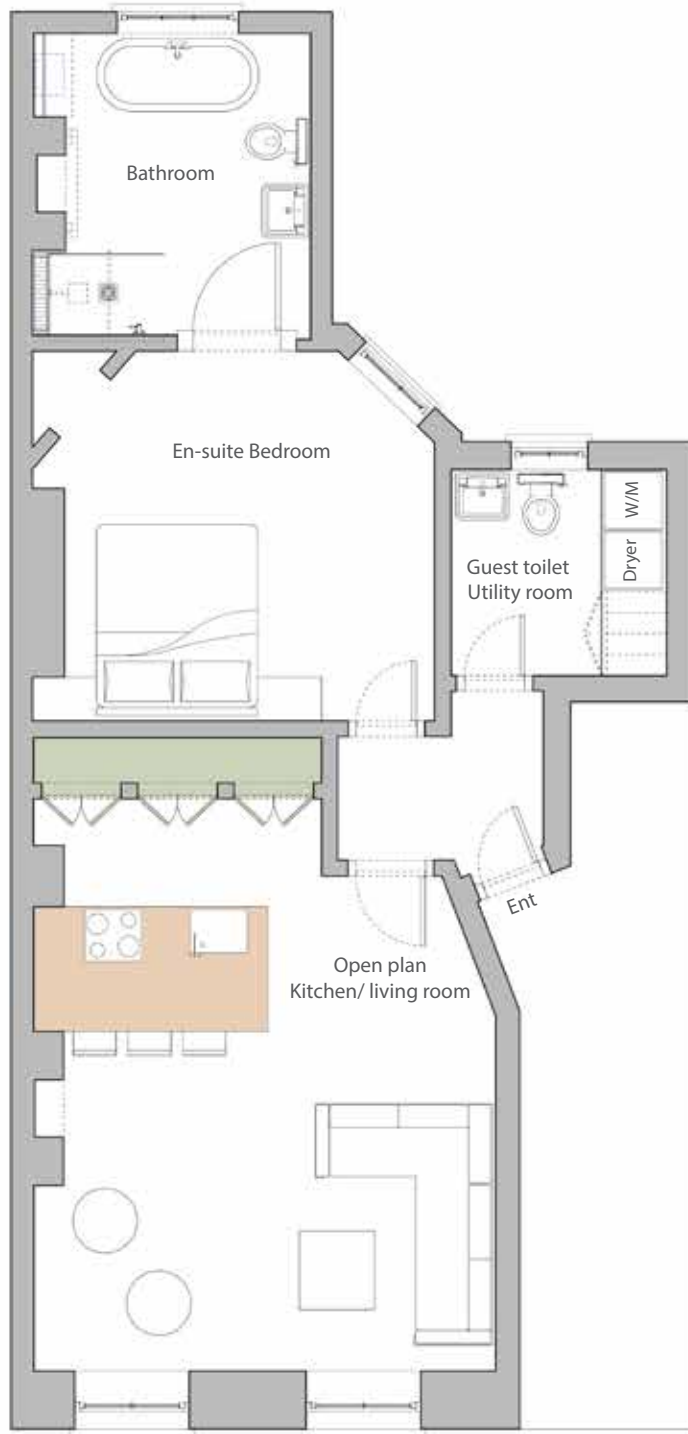 Bathroom
En-suite Bedroom
W/M
Dryer
Guest toilet
Utility room
Ent
Open plan
Kitchen/ living room